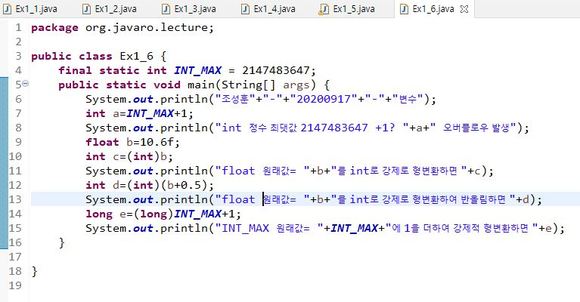 Ex1_1.java Ex1_2.java Ex1_3.java Ex1_4.java Ex1_5.java Ex1_6.java
1 package org.javaro.lecture;
2
3 public class Ex1_6 {
4 final static int INT_MAX = 2147483647;
5 public static void main(String[] args) {
6 System.out.println("조성훈"+"-"+"20200917"+"-"+"변수");
7 int a=INT_MAX+1;
8 System.out.println("int 정수 최댓값 2147483647 +1? "+a+" 오버플로우 발생");
9 float b=10.6f;
10 int c=(int)b;
11 System.out.println("float 원래값= "+b+"를 int로 강제로 형변환하면 "+c);
12 int d=(int)(b+0.5);
13 System.out.println("float 원래값= "+b+"를 int로 강제로 형변환하여 반올림하면 "+d);
14 long e=(long)INT_MAX+1;
15 System.out.println("INT_MAX 원래값= "+INT_MAX+"에 1을 더하여 강제적 형변환하면 "+e);
16 }
17
18 }
19